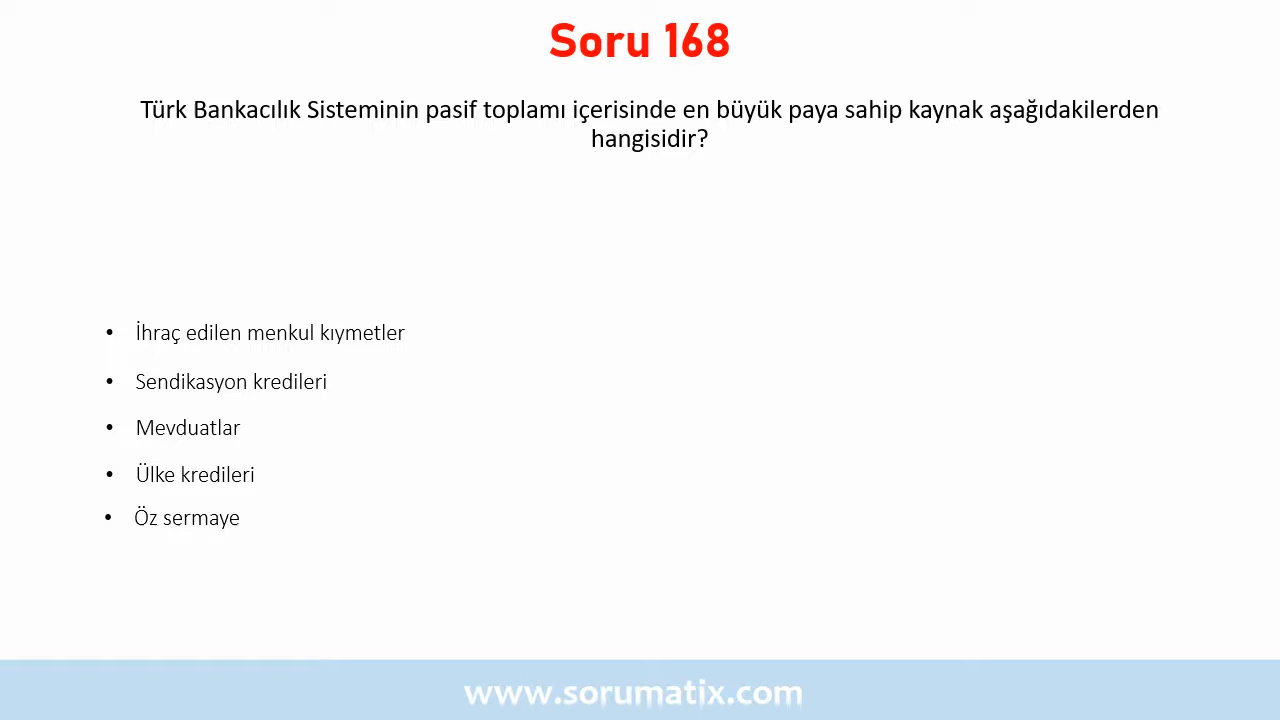 Soru 168
Türk Bankacılık Sisteminin pasif toplamı içerisinde en büyük paya sahip kaynak aşağıdakilerden
hangisidir?
• İhraç edilen menkul kıymetler
• Sendikasyon kredileri
• Mevduatlar
• Ülke kredileri
• Öz sermaye
www.sorumatix.com